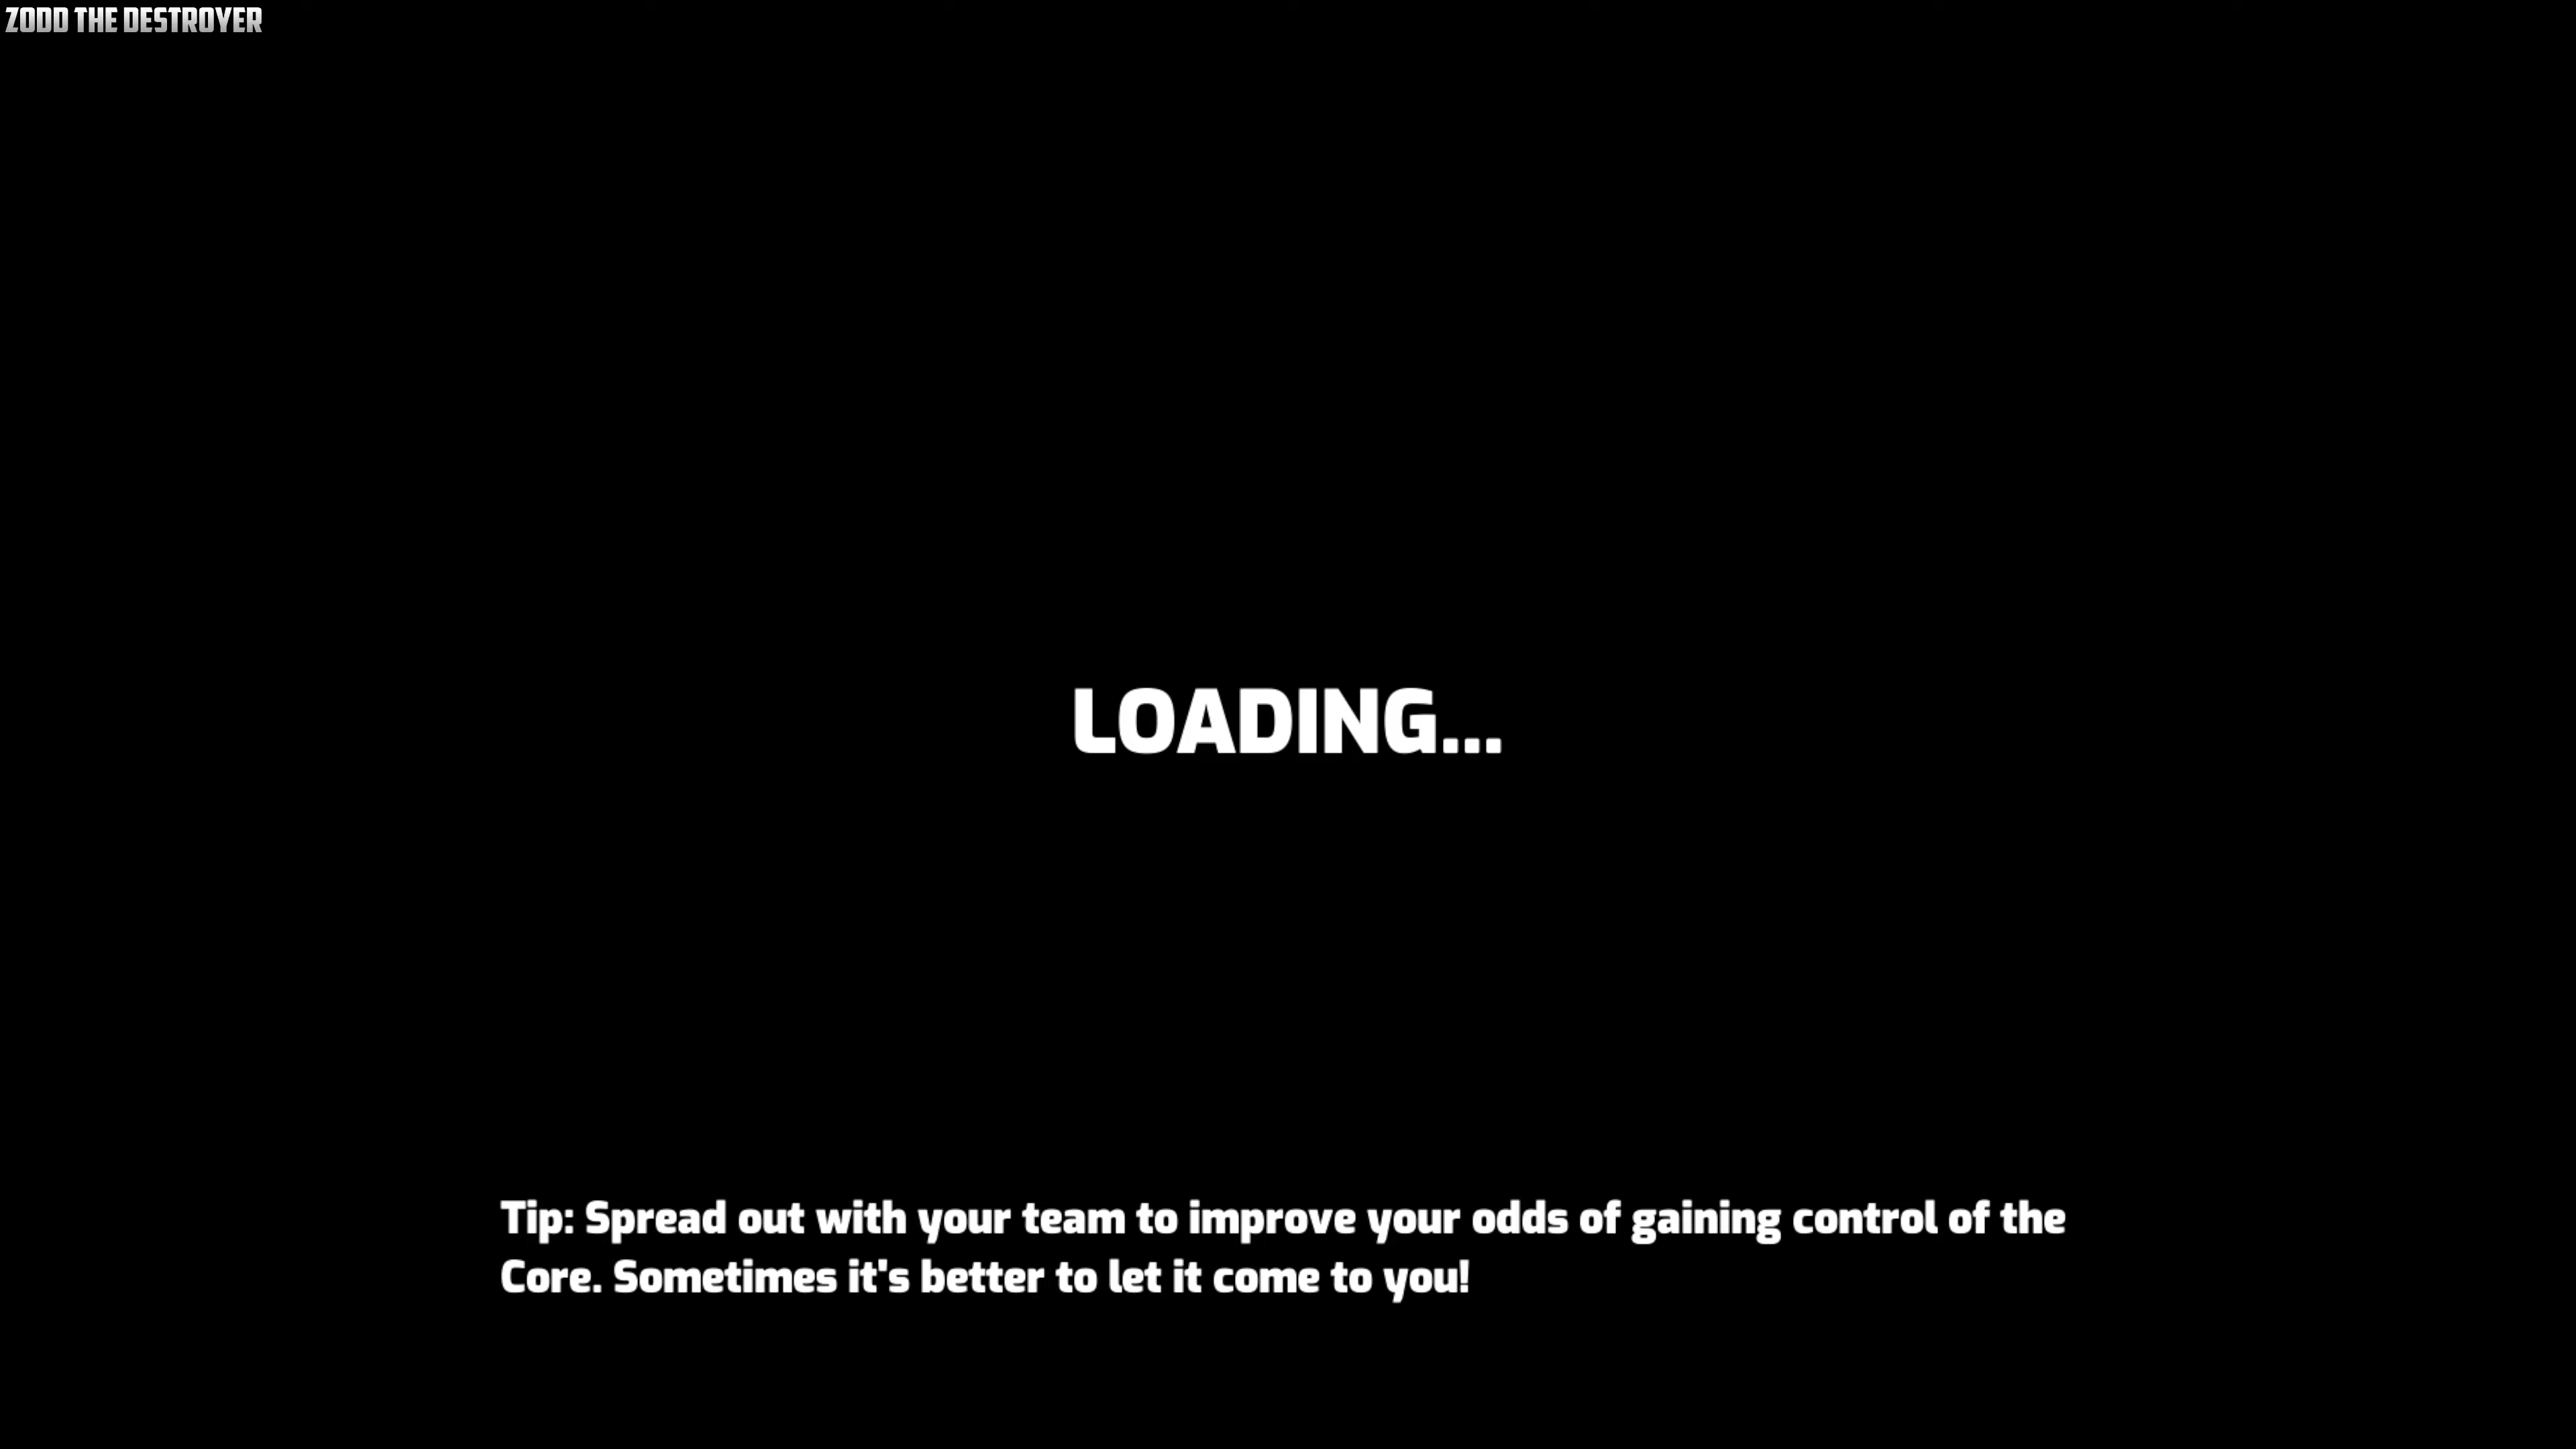 ZODD THE DESTROYER
LOADING...
Tip: Spread out with your team to improve your odds of gaining control of the
Core. Sometimes it's better to let it come to you!